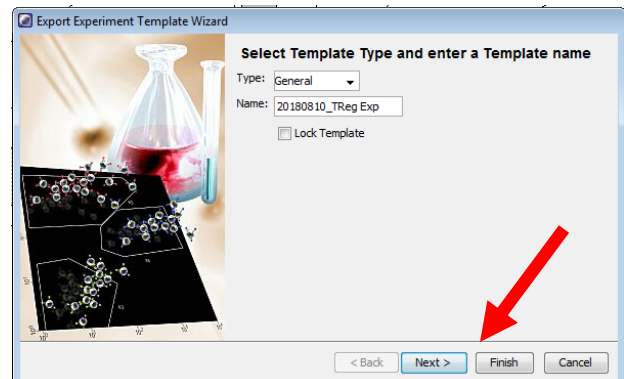 Export Experiment Template Wizard
Select Template Type and enter a Template name
Type: General
Name: 20180810_TReg Exp
Lock Template
< Back Next > Finish Cancel